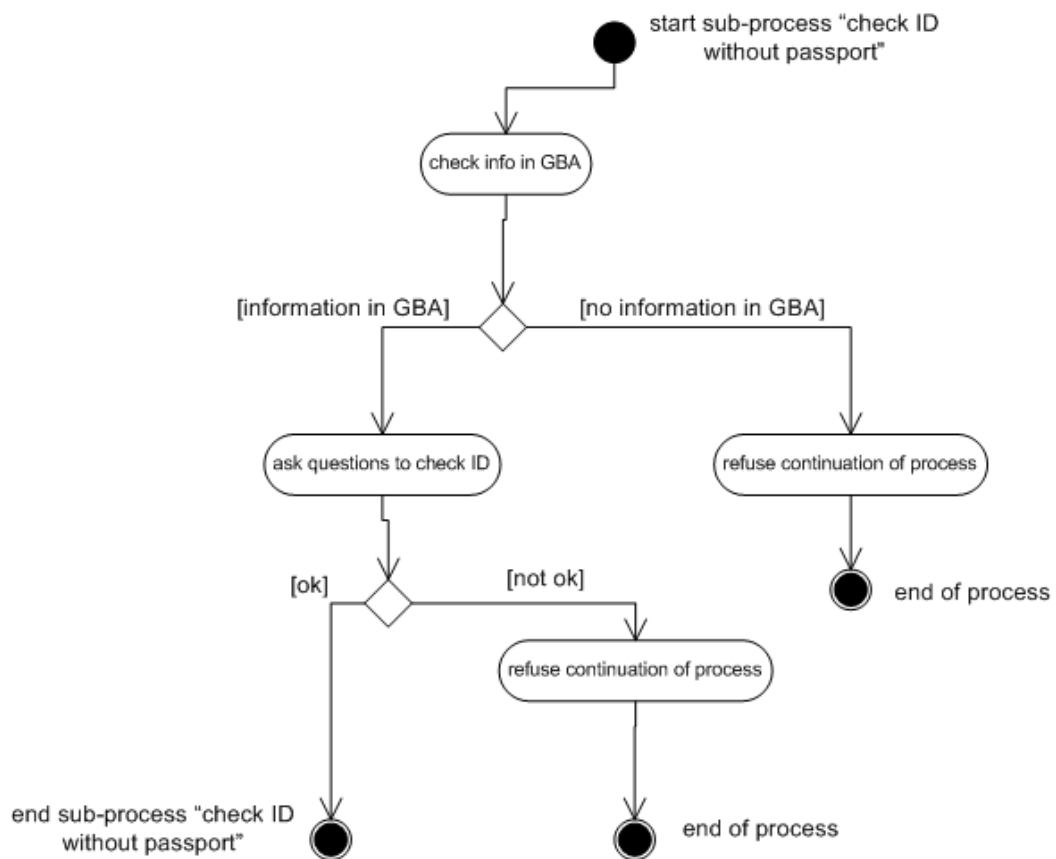 start sub-process “check ID
without passport”
check info in GBA
[information in GBA]
[no information in GBA]
ask questions to check ID
refuse continuation of process
[ok]
[not ok]
end of process
refuse continuation of process
end sub-process “check ID
without passport”
end of process